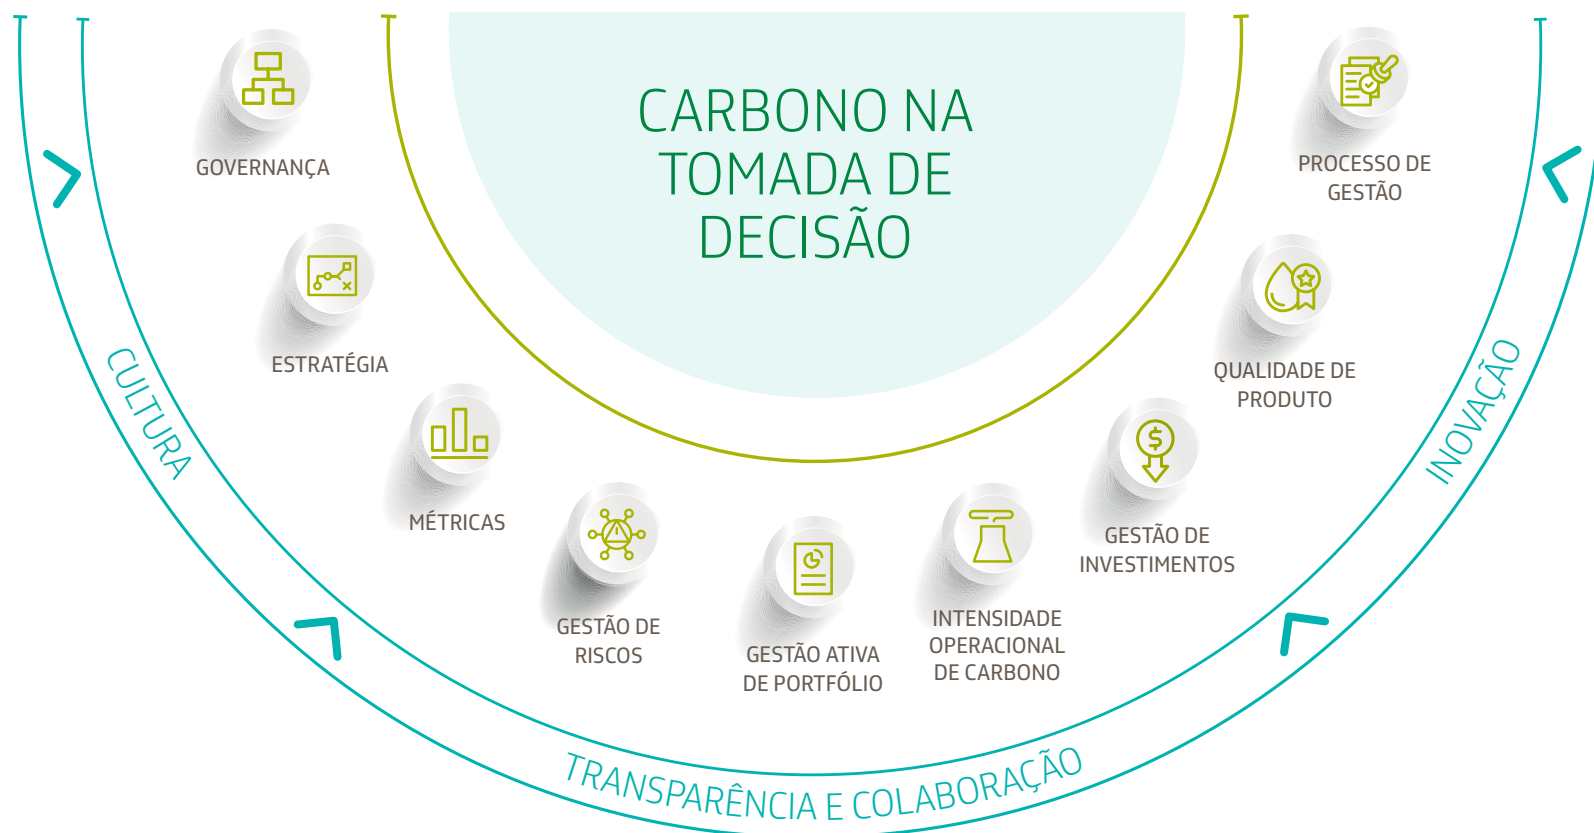 CARBONO NA
TOMADA DE
DECISÃO
GOVERNANÇA
ESTRATÉGIA
MÉTRICAS
GESTÃO DE
RISCOS
GESTÃO ATIVA
DE PORTFÓLIO
INTENSIDADE
OPERACIONAL
DE CARBONO
GESTÃO DE
INVESTIMENTOS
QUALIDADE DE
PRODUTO
PROCESSO DE
GESTÃO
CULTURA
TRANSPARÊNCIA E COLABORAÇÃO
INOVAÇÃO